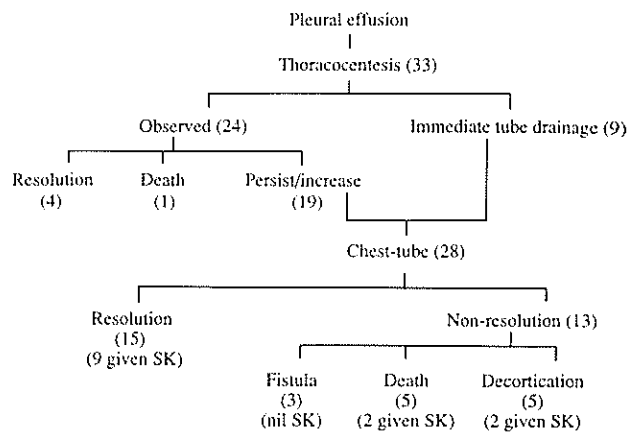 Pleural effusion
Thoracocentesis (33)
Observed (24)
Immediate tube drainage (9)
Resolution
(4)
Death
(1)
Persist/increase
(19)
Chest-tube (28)
Resolution
(15)
(9 given SK)
Non-resolution (13)
Fistula
(3)
(nil SK)
Death
(5)
(2 given SK)
Decortication
(5)
(2 given SK)